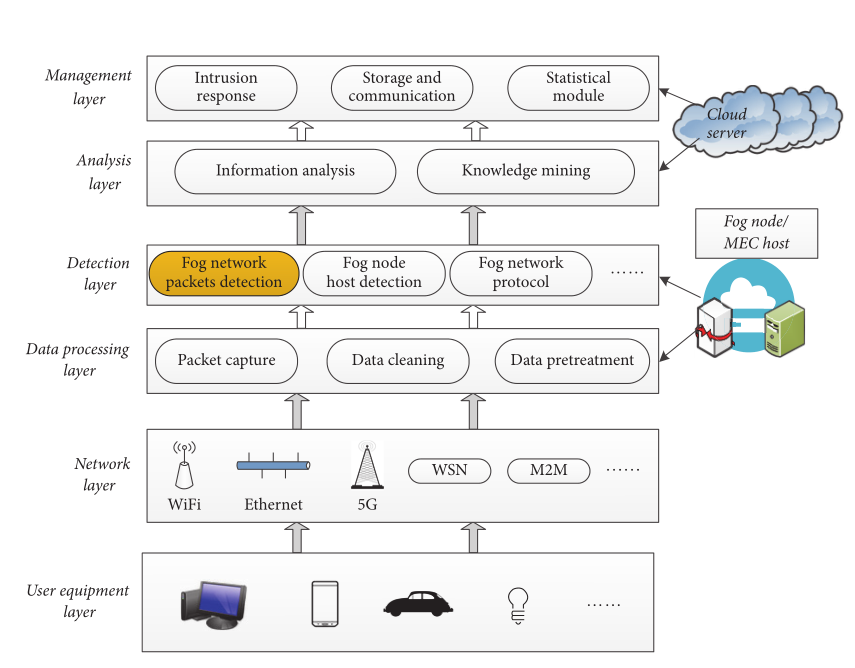 Management
layer
Intrusion
response
Storage and
communication
Statistical
module
Cloud
server
Analysis
layer
Information analysis
Knowledge mining
Fog node/
MEC host
Detection
layer
Fog network
packets detection
Fog node
host detection
Fog network
protocol
······
Data processing
layer
Packet capture
Data cleaning
Data pretreatment
Network
layer
WiFi
Ethernet
5G
WSN
M2M
······
User equipment
layer
······